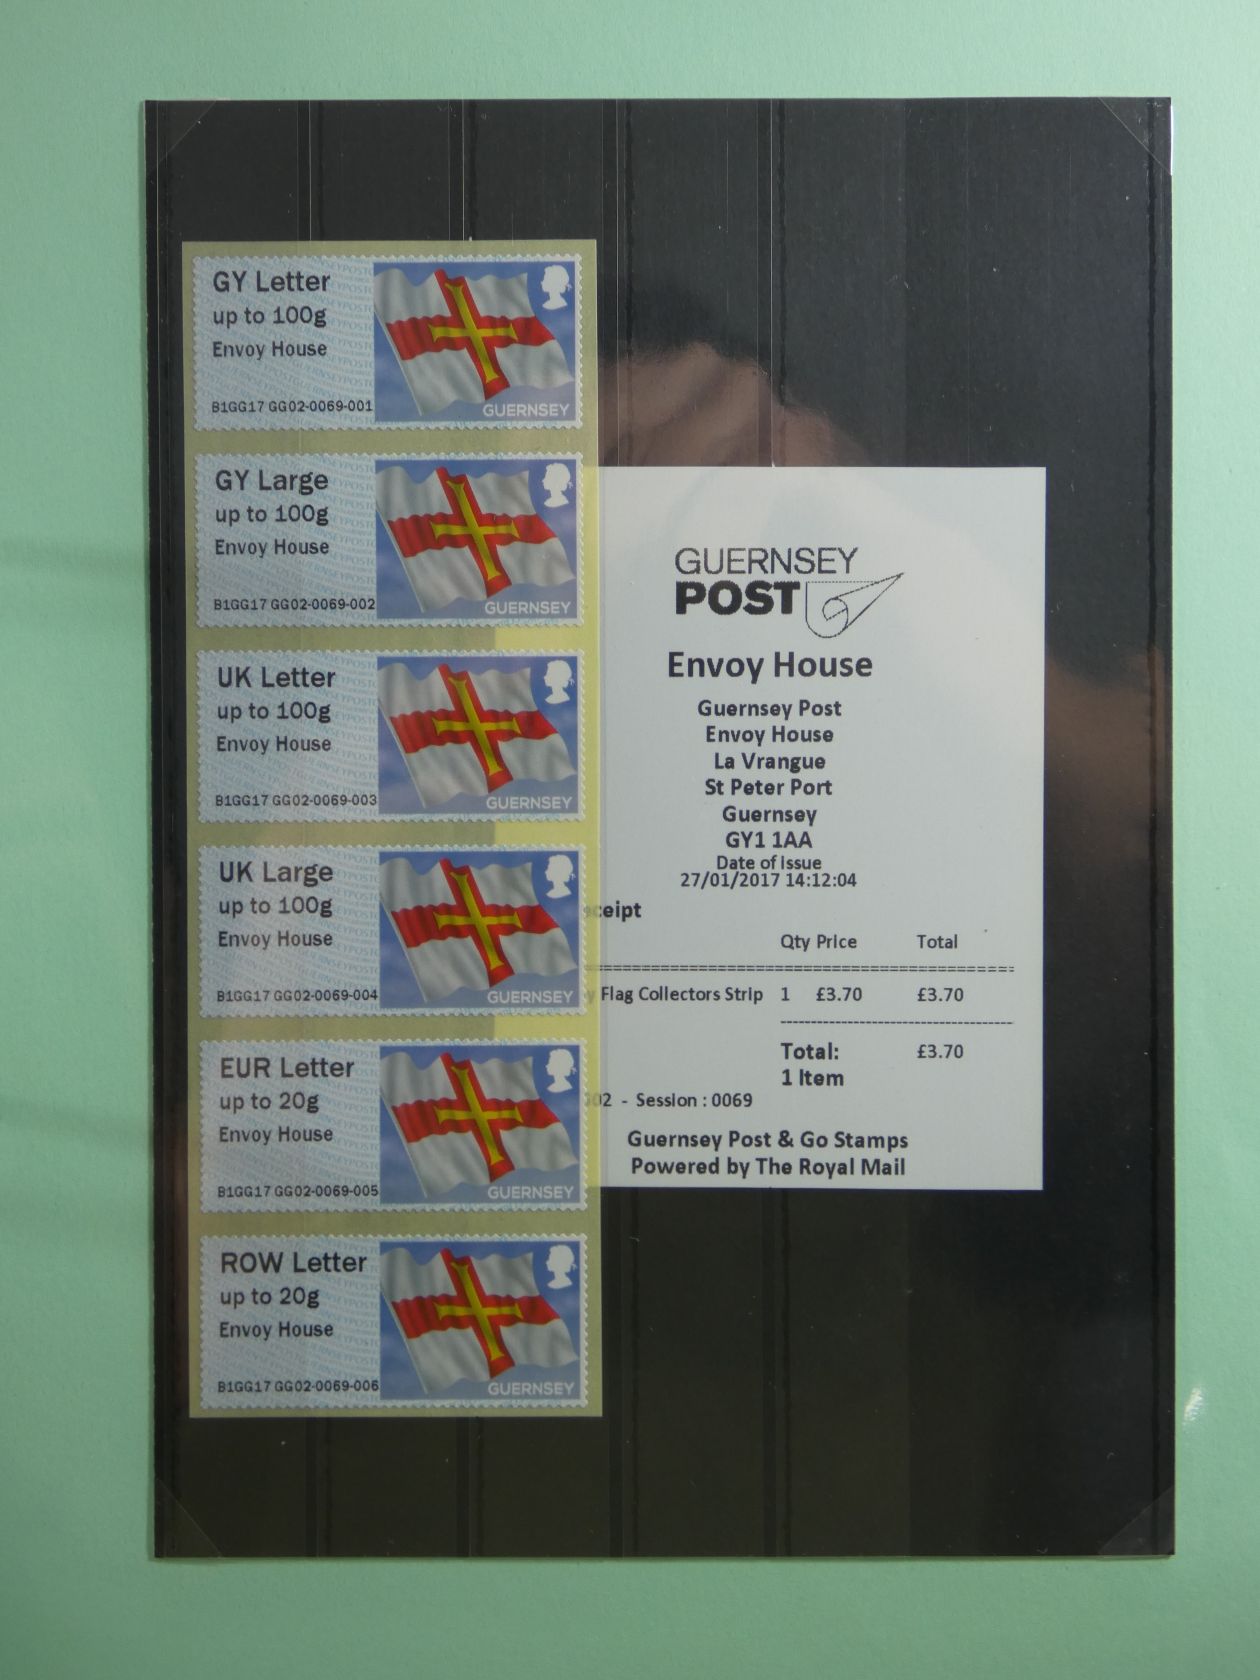 GY Letter
up to 100g
Envoy House
B1GG17 GG02-0069-001
GUERNSEY
GY Large
up to 100g
Envoy House
B1GG17 GG02-0069-002
GUERNSEY
UK Letter
up to 100g
Envoy House
B1GG17 GG02-0069-003
GUERNSEY
UK Large
up to 100g
Envoy House
B1GG17 GG02-0069-004
GUERNSEY
EUR Letter
up to 20g
Envoy House
B1GG17 GG02-0069-005
GUERNSEY
ROW Letter
up to 20g
Envoy House
B1GG17 GG02-0069-006
GUERNSEY
GUERNSEY
POST
Envoy House
Guernsey Post
Envoy House
La Vrangue
St Peter Port
Guernsey
GY1 1AA
Date of Issue
27/01/2017 14:12:04
Qty Price Total
Flag Collectors Strip 1 £3.70 £3.70
Total: £3.70
1 Item
- Session : 0069
Guernsey Post & Go Stamps
Powered by The Royal Mail